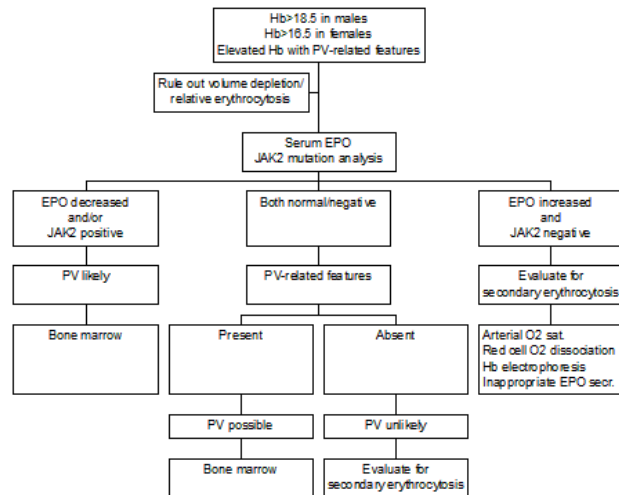 Hb>18.5 in males
Hb>16.5 in females
Elevated Hb with PV-related features
Rule out volume depletion/
relative erythrocytosis
Serum EPO
JAK2 mutation analysis
EPO decreased
and/or
JAK2 positive
Both normal/negative
EPO increased
and
JAK2 negative
PV likely
PV-related features
Evaluate for
secondary erythrocytosis
Bone marrow
Present
Absent
Arterial O2 sat.
Red cell O2 dissociation
Hb electrophoresis
Inappropriate EPO secr.
PV possible
PV unlikely
Bone marrow
Evaluate for
secondary erythrocytosis